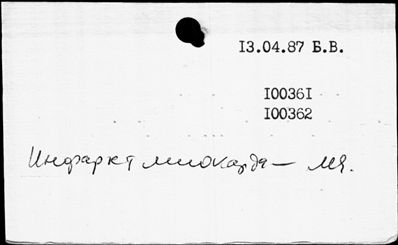 13.04.87 Б.В.
100361
100362
Инфаркт миокарда — МЯ.